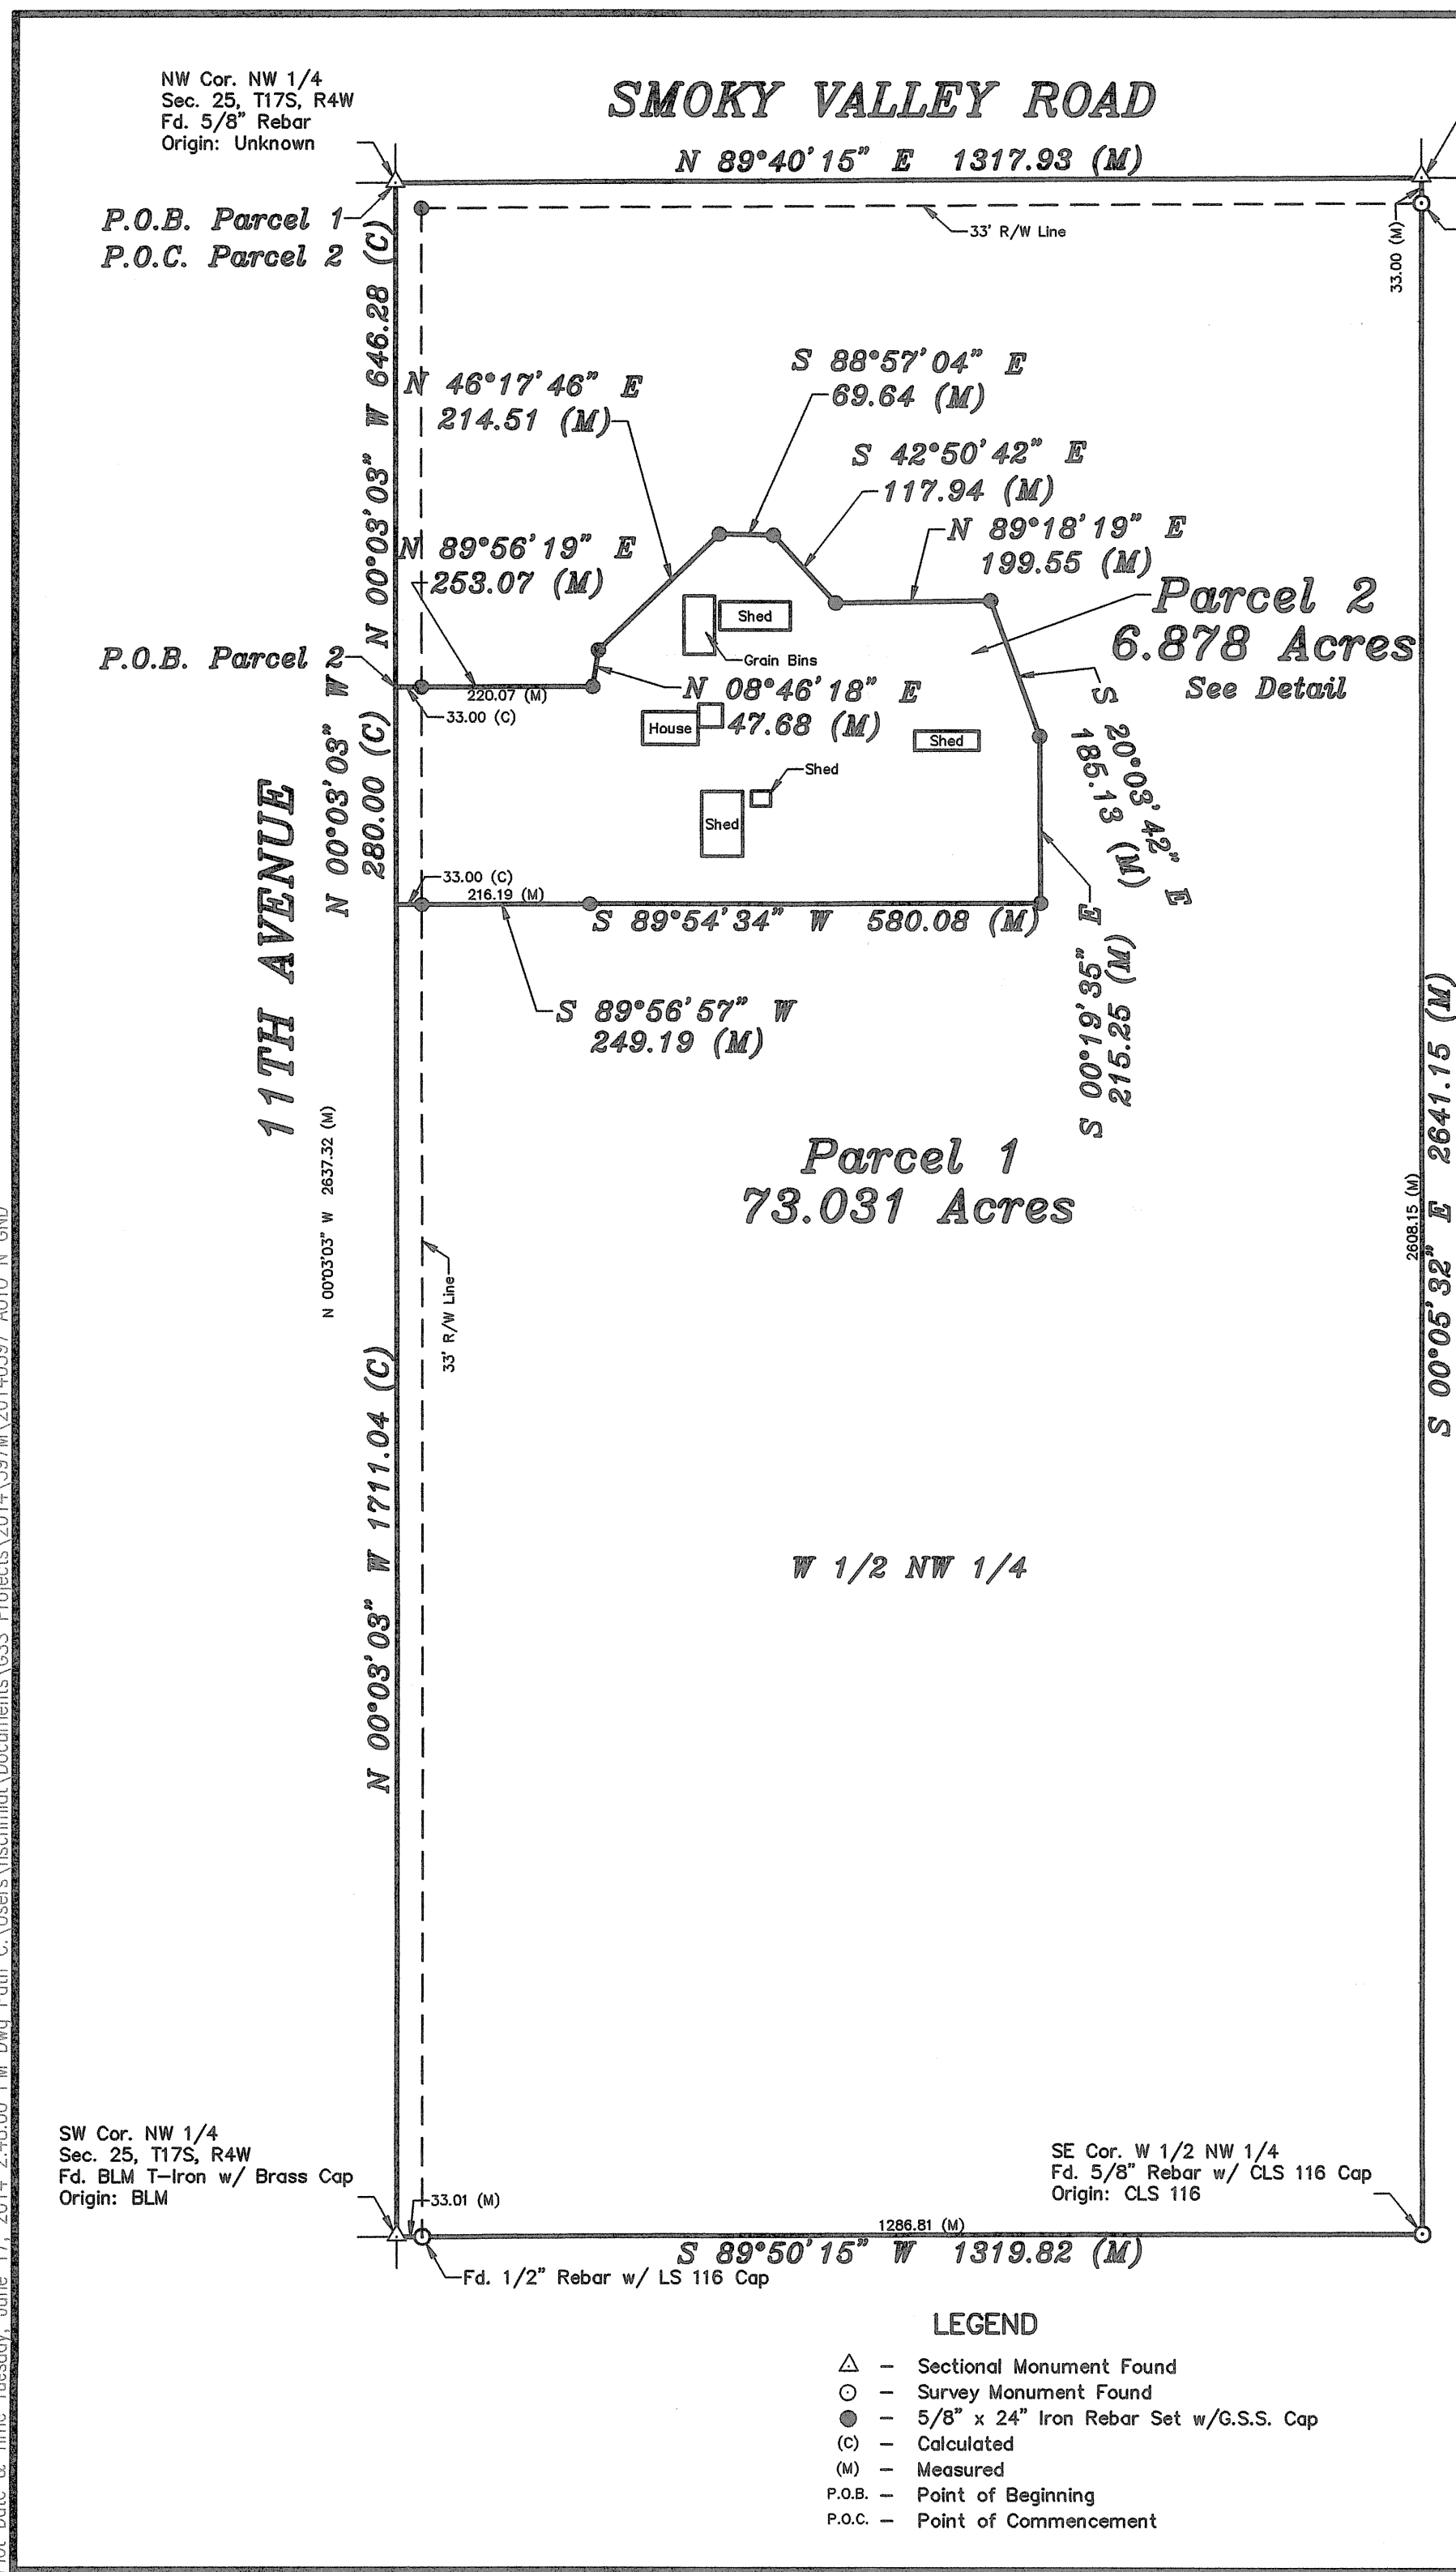 NW Cor. NW 1/4
Sec. 25, T17S, R4W
Fd. 5/8" Rebar
Origin: Unknown
SMOKY VALLEY ROAD
N 89°40'15" E 1317.93 (M)
P.O.B. Parcel 1
P.O.C. Parcel 2
33' R/W Line
33.00 (M)
N 00°03'03" W 646.28 (C)
N 46°17'46" E
214.51 (M)
S 88°57'04" E
69.64 (M)
S 42°50'42" E
117.94 (M)
N 89°18'19" E
199.55 (M)
N 89°56'19" E
253.07 (M)
Parcel 2
6.878 Acres
See Detail
Shed
Grain Bins
P.O.B. Parcel 2
220.07 (M)
33.00 (C)
N 08°46'18" E
47.68 (M)
House
Shed
Shed
Shed
S 20°03'42" E
185.13 (M)
N 00°03'03" W
280.00 (C)
11TH AVENUE
33.00 (C)
216.19 (M)
S 89°54'34" W 580.08 (M)
S 00°19'35" E
215.25 (M)
S 89°56'57" W
249.19 (M)
N 00°03'03" W 2637.32 (M)
Parcel 1
73.031 Acres
33' R/W Line
2608.15 (M)
S 00°05'32" E 2641.15 (M)
N 00°03'03" W 1711.04 (C)
W 1/2 NW 1/4
SW Cor. NW 1/4
Sec. 25, T17S, R4W
Fd. BLM T-Iron w/ Brass Cap
Origin: BLM
SE Cor. W 1/2 NW 1/4
Fd. 5/8" Rebar w/ CLS 116 Cap
Origin: CLS 116
33.01 (M)
1286.81 (M)
S 89°50'15" W 1319.82 (M)
Fd. 1/2" Rebar w/ LS 116 Cap
LEGEND
– Sectional Monument Found
– Survey Monument Found
– 5/8" x 24" Iron Rebar Set w/G.S.S. Cap
(C) – Calculated
(M) – Measured
P.O.B. – Point of Beginning
P.O.C. – Point of Commencement